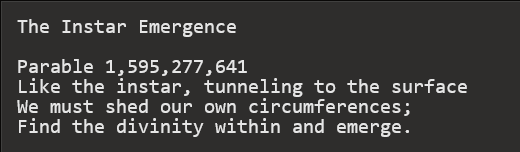 The Instar Emergence
Parable 1,595,277,641
Like the instar, tunneling to the surface
We must shed our own circumferences;
Find the divinity within and emerge.